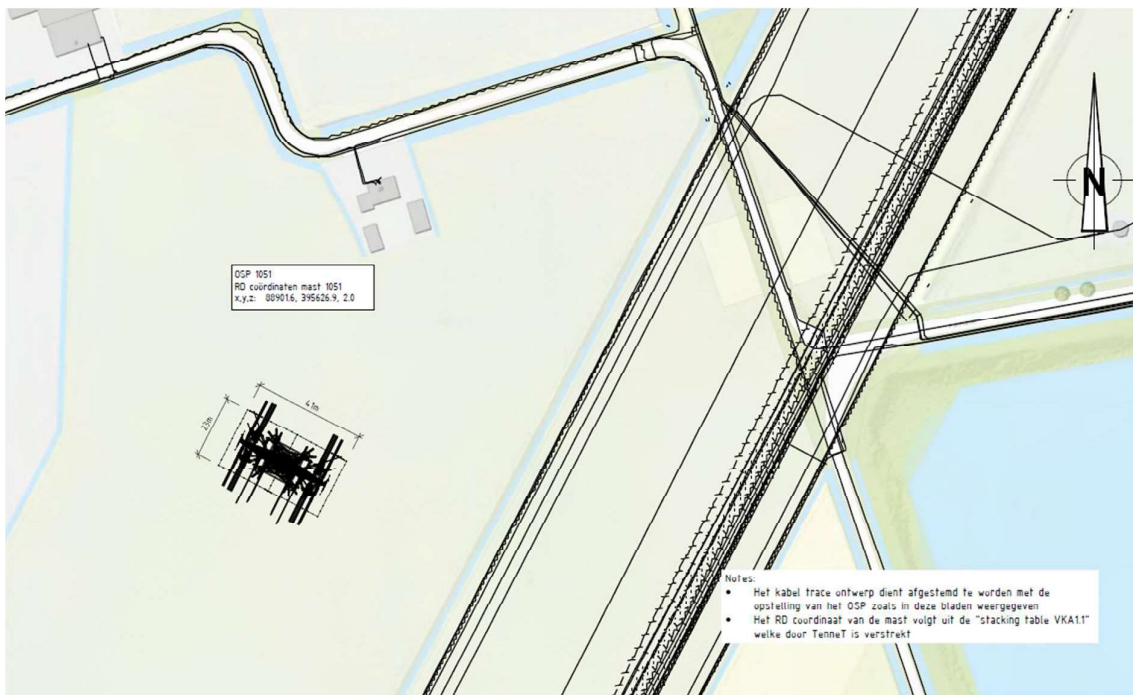 N
OSP 1051
RD coördinaten mast 1051
x,y,z: 88901.6, 395626.9, 2.0
41m
23m
Notes:
• Het kabel trace ontwerp dient afgestemd te worden met de
opstelling van het OSP zoals in deze bladen weergegeven
• Het RD coordinaat van de mast volgt uit de "stacking table VKA1.1"
welke door TenneT is verstrekt